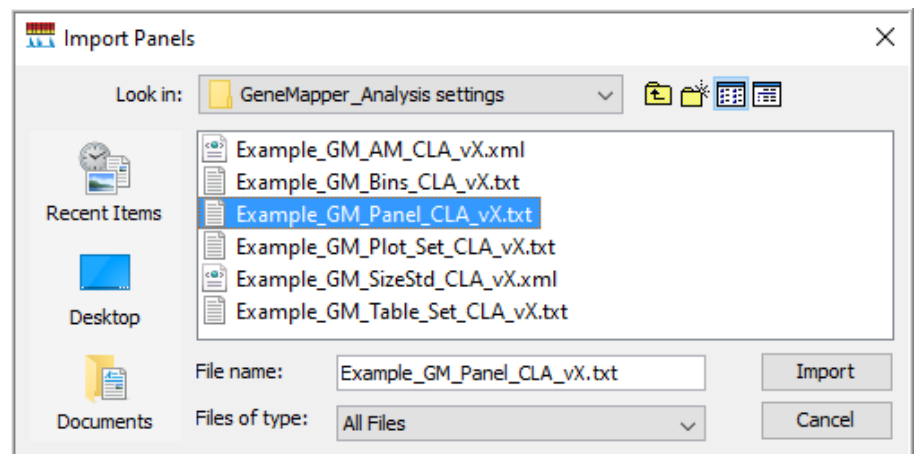 Import Panels
Look in: GeneMapper_Analysis settings
Recent Items
Desktop
Documents
Example_GM_AM_CLA_vX.xml
Example_GM_Bins_CLA_vX.txt
Example_GM_Panel_CLA_vX.txt
Example_GM_Plot_Set_CLA_vX.txt
Example_GM_SizeStd_CLA_vX.xml
Example_GM_Table_Set_CLA_vX.txt
File name: Example_GM_Panel_CLA_vX.txt Import
Files of type: All Files Cancel